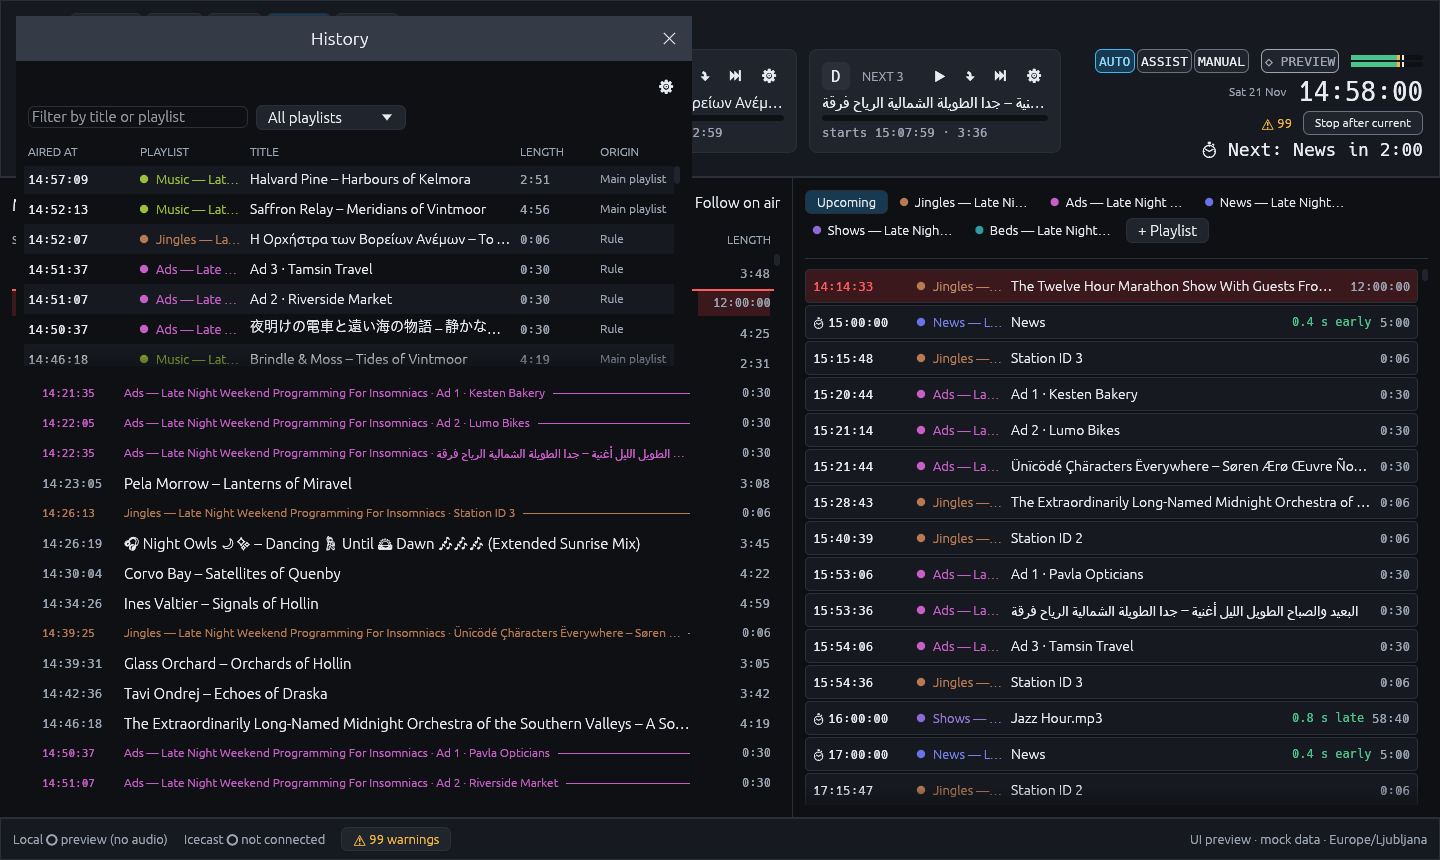 History
Filter by title or playlist
All playlists
AIRED AT PLAYLIST TITLE LENGTH ORIGIN
14:57:09 Music — Lat… Halvard Pine – Harbours of Kelmora 2:51 Main playlist
14:52:13 Music — Lat… Saffron Relay – Meridians of Vintmoor 4:56 Main playlist
14:52:07 Jingles — La… Η Ορχήστρα των Βορείων Ανέμων – Το … 0:06 Rule
14:51:37 Ads — Late … Ad 3 · Tamsin Travel 0:30 Rule
14:51:07 Ads — Late … Ad 2 · Riverside Market 0:30 Rule
14:50:37 Ads — Late … 夜明けの電車と遠い海の物語 – 静かな… 0:30 Rule
14:46:18 Music — Lat… Brindle & Moss – Tides of Vintmoor 4:19 Main playlist
ρείων Ανέμ…
2:59
D NEXT 3
نية – جدا الطويلة الشمالية الرياح فرقة…
starts 15:07:59 · 3:36
AUTO ASSIST MANUAL ◇ PREVIEW
Sat 21 Nov 14:58:00
⚠ 99 Stop after current
Next: News in 2:00
Follow on air
LENGTH
3:48
12:00:00
4:25
2:31
14:21:35 Ads — Late Night Weekend Programming For Insomniacs · Ad 1 · Kesten Bakery 0:30
14:22:05 Ads — Late Night Weekend Programming For Insomniacs · Ad 2 · Lumo Bikes 0:30
14:22:35 Ads — Late Night Weekend Programming For Insomniacs · الطويل الليل أغنية – جدا الطويلة الشمالية الرياح فرقة … 0:30
14:23:05 Pela Morrow – Lanterns of Miravel 3:08
14:26:13 Jingles — Late Night Weekend Programming For Insomniacs · Station ID 3 0:06
14:26:19 🎧 Night Owls 🌙✨ – Dancing 💃 Until 🌅 Dawn 🎶🎶🎶 (Extended Sunrise Mix) 3:45
14:30:04 Corvo Bay – Satellites of Quenby 4:22
14:34:26 Ines Valtier – Signals of Hollin 4:59
14:39:25 Jingles — Late Night Weekend Programming For Insomniacs · Ünïcödé Çhäracters Ëverywhere – Søren … 0:06
14:39:31 Glass Orchard – Orchards of Hollin 3:05
14:42:36 Tavi Ondrej – Echoes of Draska 3:42
14:46:18 The Extraordinarily Long-Named Midnight Orchestra of the Southern Valleys – A So… 4:19
14:50:37 Ads — Late Night Weekend Programming For Insomniacs · Ad 1 · Pavla Opticians 0:30
14:51:07 Ads — Late Night Weekend Programming For Insomniacs · Ad 2 · Riverside Market 0:30
Upcoming Jingles — Late Ni… Ads — Late Night … News — Late Night…
Shows — Late Nigh… Beds — Late Night… + Playlist
14:14:33 Jingles —… The Twelve Hour Marathon Show With Guests Fro… 12:00:00
15:00:00 News — L… News 0.4 s early 5:00
15:15:48 Jingles —… Station ID 3 0:06
15:20:44 Ads — La… Ad 1 · Kesten Bakery 0:30
15:21:14 Ads — La… Ad 2 · Lumo Bikes 0:30
15:21:44 Ads — La… Ünïcödé Çhäracters Ëverywhere – Søren Ærø Œuvre Ño… 0:30
15:28:43 Jingles —… The Extraordinarily Long-Named Midnight Orchestra of … 0:06
15:40:39 Jingles —… Station ID 2 0:06
15:53:06 Ads — La… Ad 1 · Pavla Opticians 0:30
15:53:36 Ads — La… البعيد والصباح الطويل الليل أغنية – جدا الطويلة الشمالية الرياح فرقة 0:30
15:54:06 Ads — La… Ad 3 · Tamsin Travel 0:30
15:54:36 Jingles —… Station ID 3 0:06
16:00:00 Shows —… Jazz Hour.mp3 0.8 s late 58:40
17:00:00 News — L… News 0.4 s early 5:00
17:15:47 Jingles —… Station ID 2 0:06
Local preview (no audio) Icecast not connected ⚠ 99 warnings
UI preview · mock data · Europe/Ljubljana